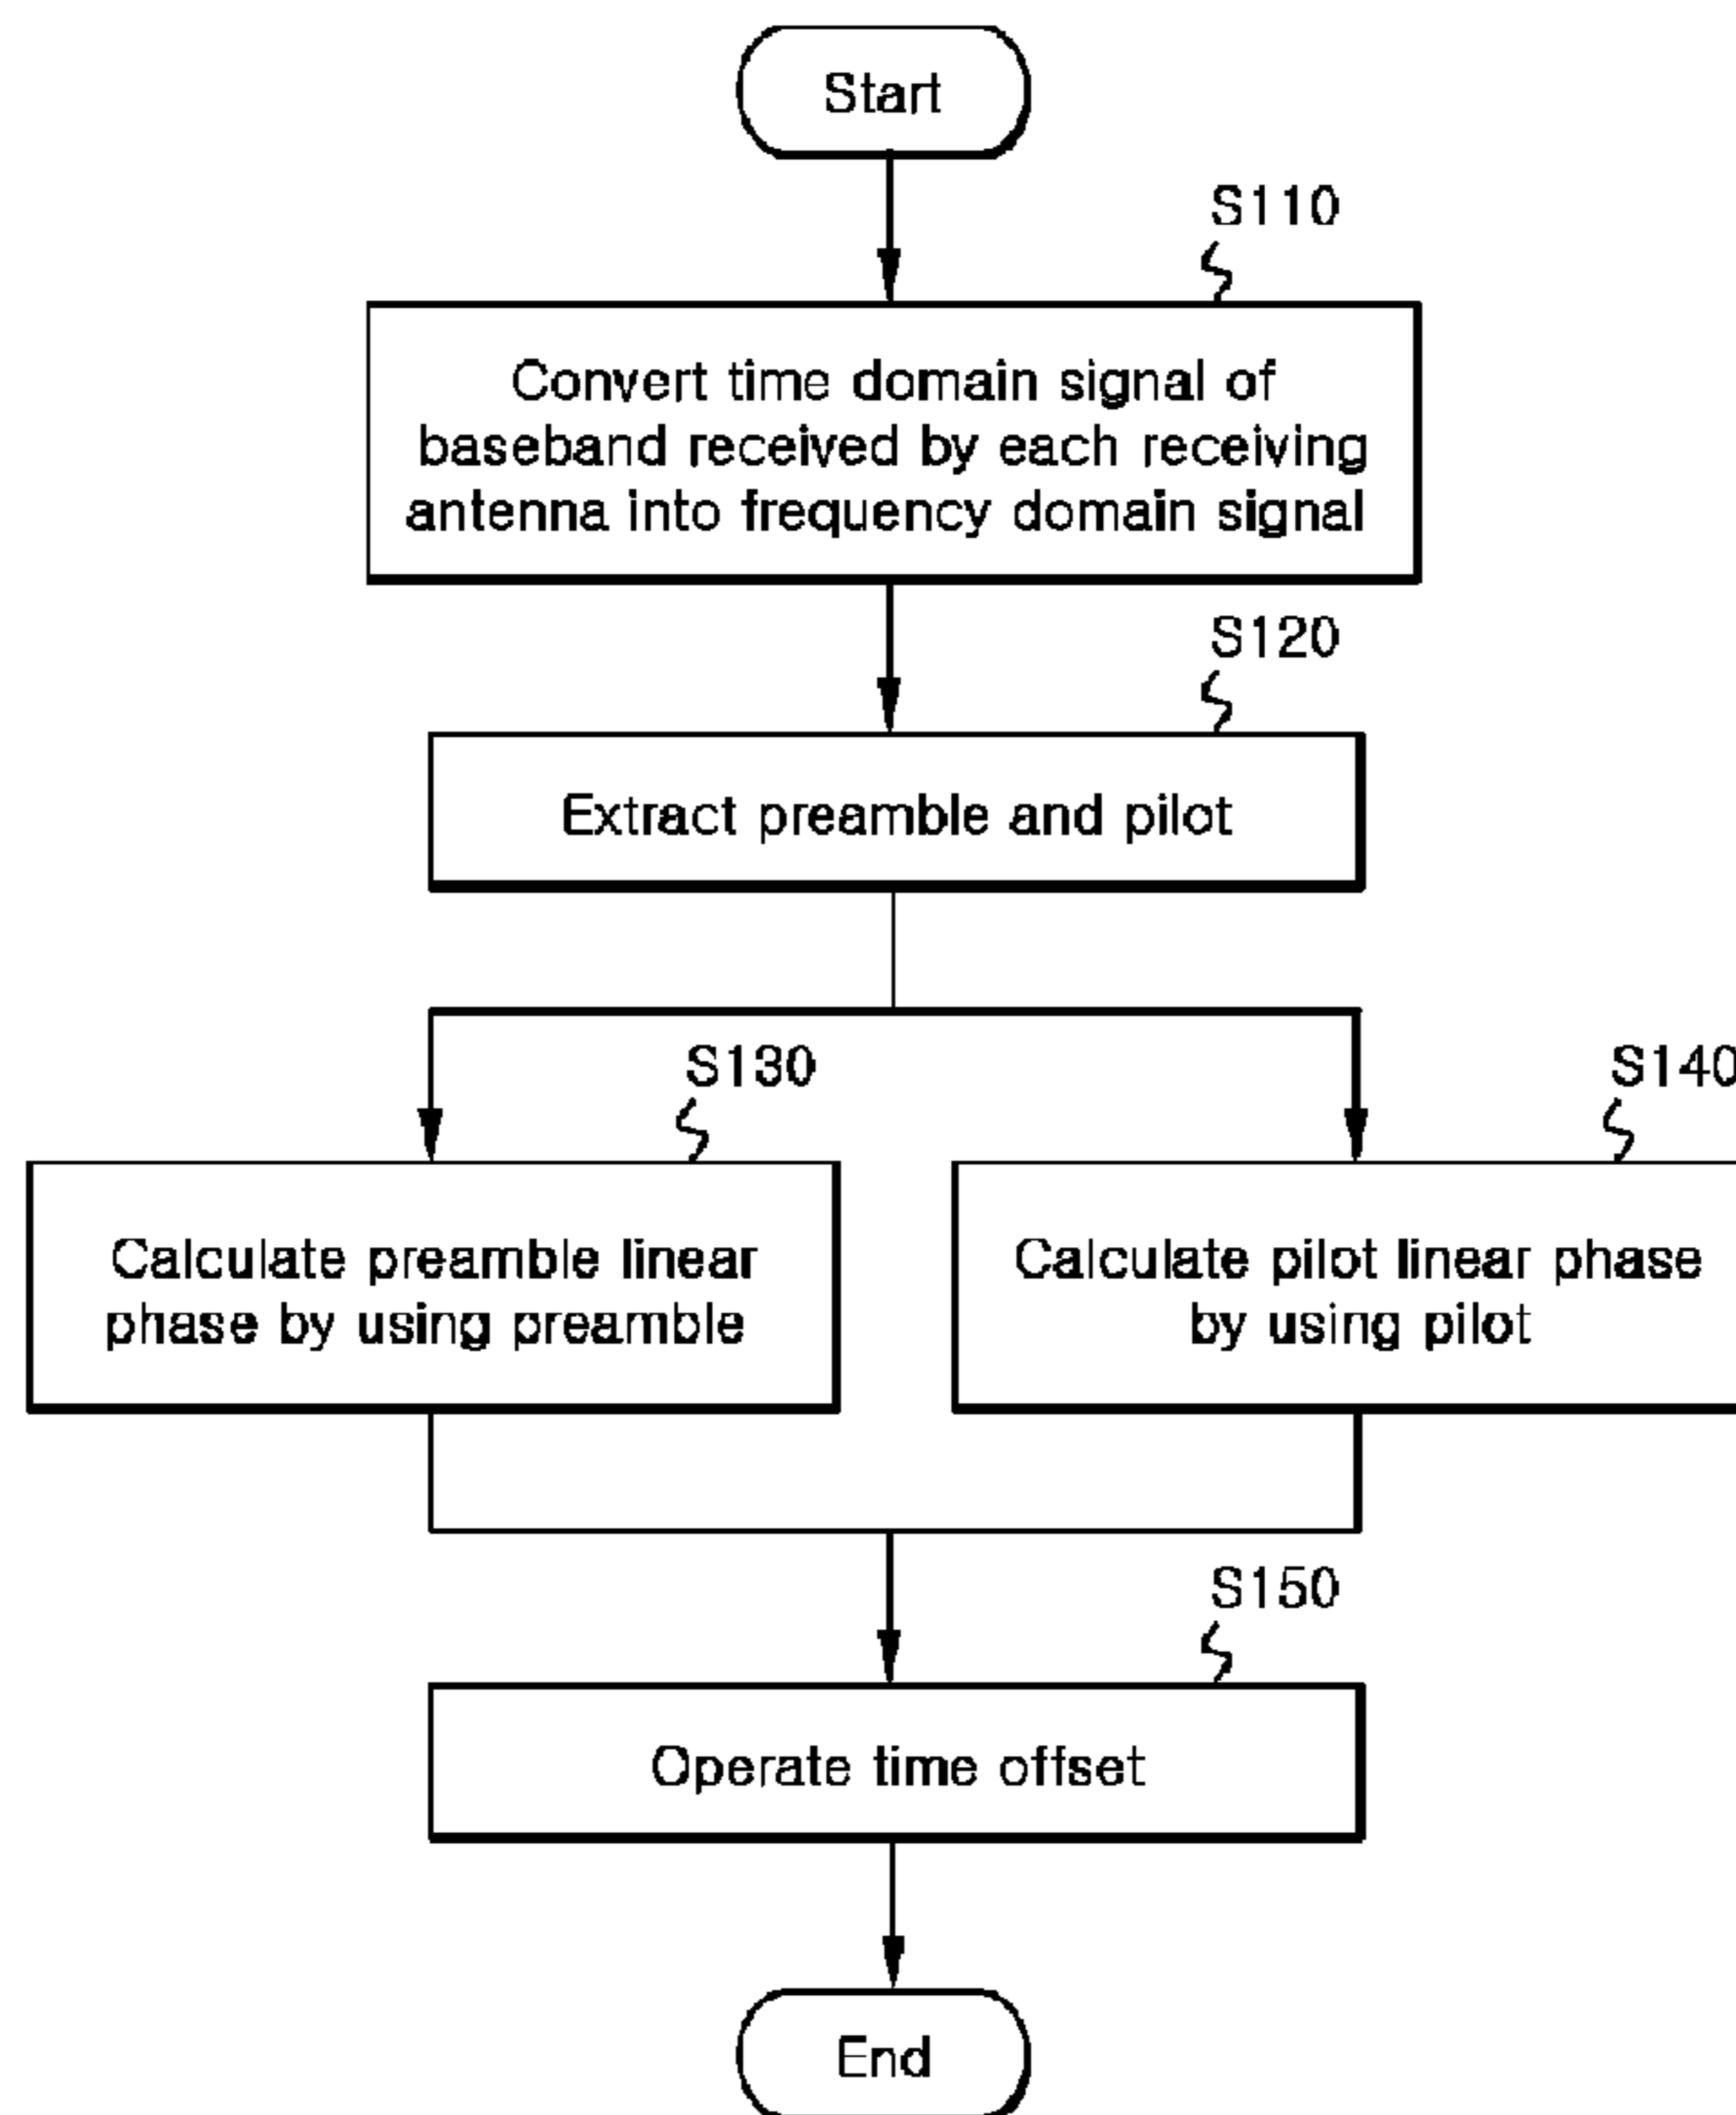 Start
S110
Convert time domain signal of
baseband received by each receiving
antenna into frequency domain signal
S120
Extract preamble and pilot
S130
Calculate preamble linear
phase by using preamble
S140
Calculate pilot linear phase
by using pilot
S150
Operate time offset
End